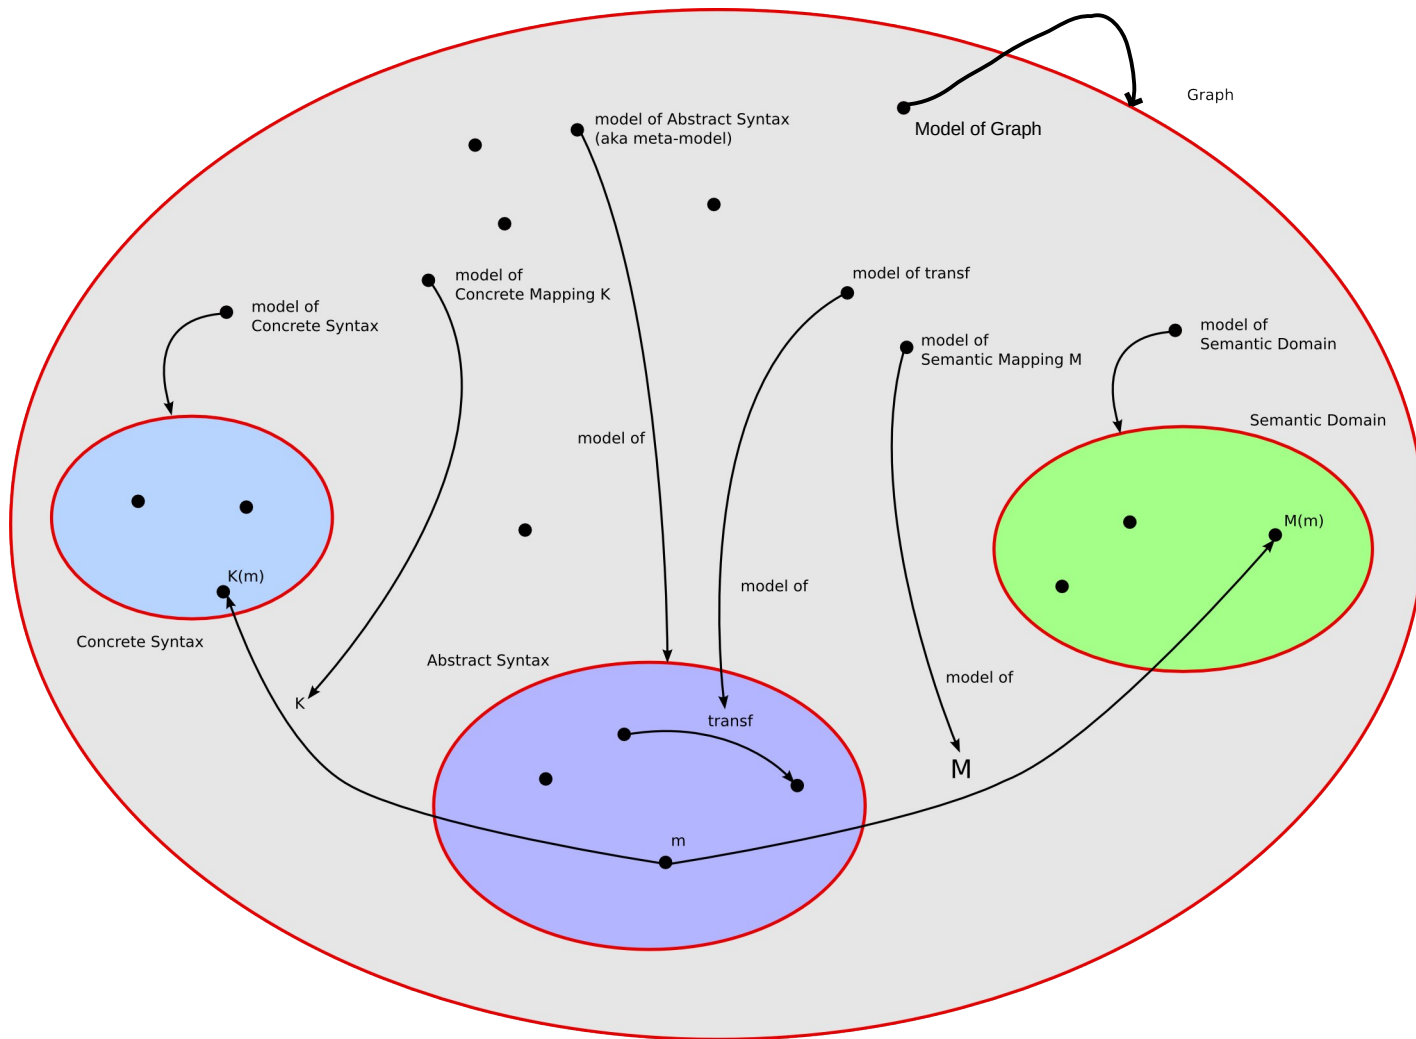 Graph
model of Abstract Syntax
(aka meta-model)
Model of Graph
model of
Concrete Mapping K
model of transf
model of
Concrete Syntax
model of
Semantic Mapping M
model of
Semantic Domain
Semantic Domain
model of
M(m)
K(m)
model of
Concrete Syntax
Abstract Syntax
model of
K
transf
M
m